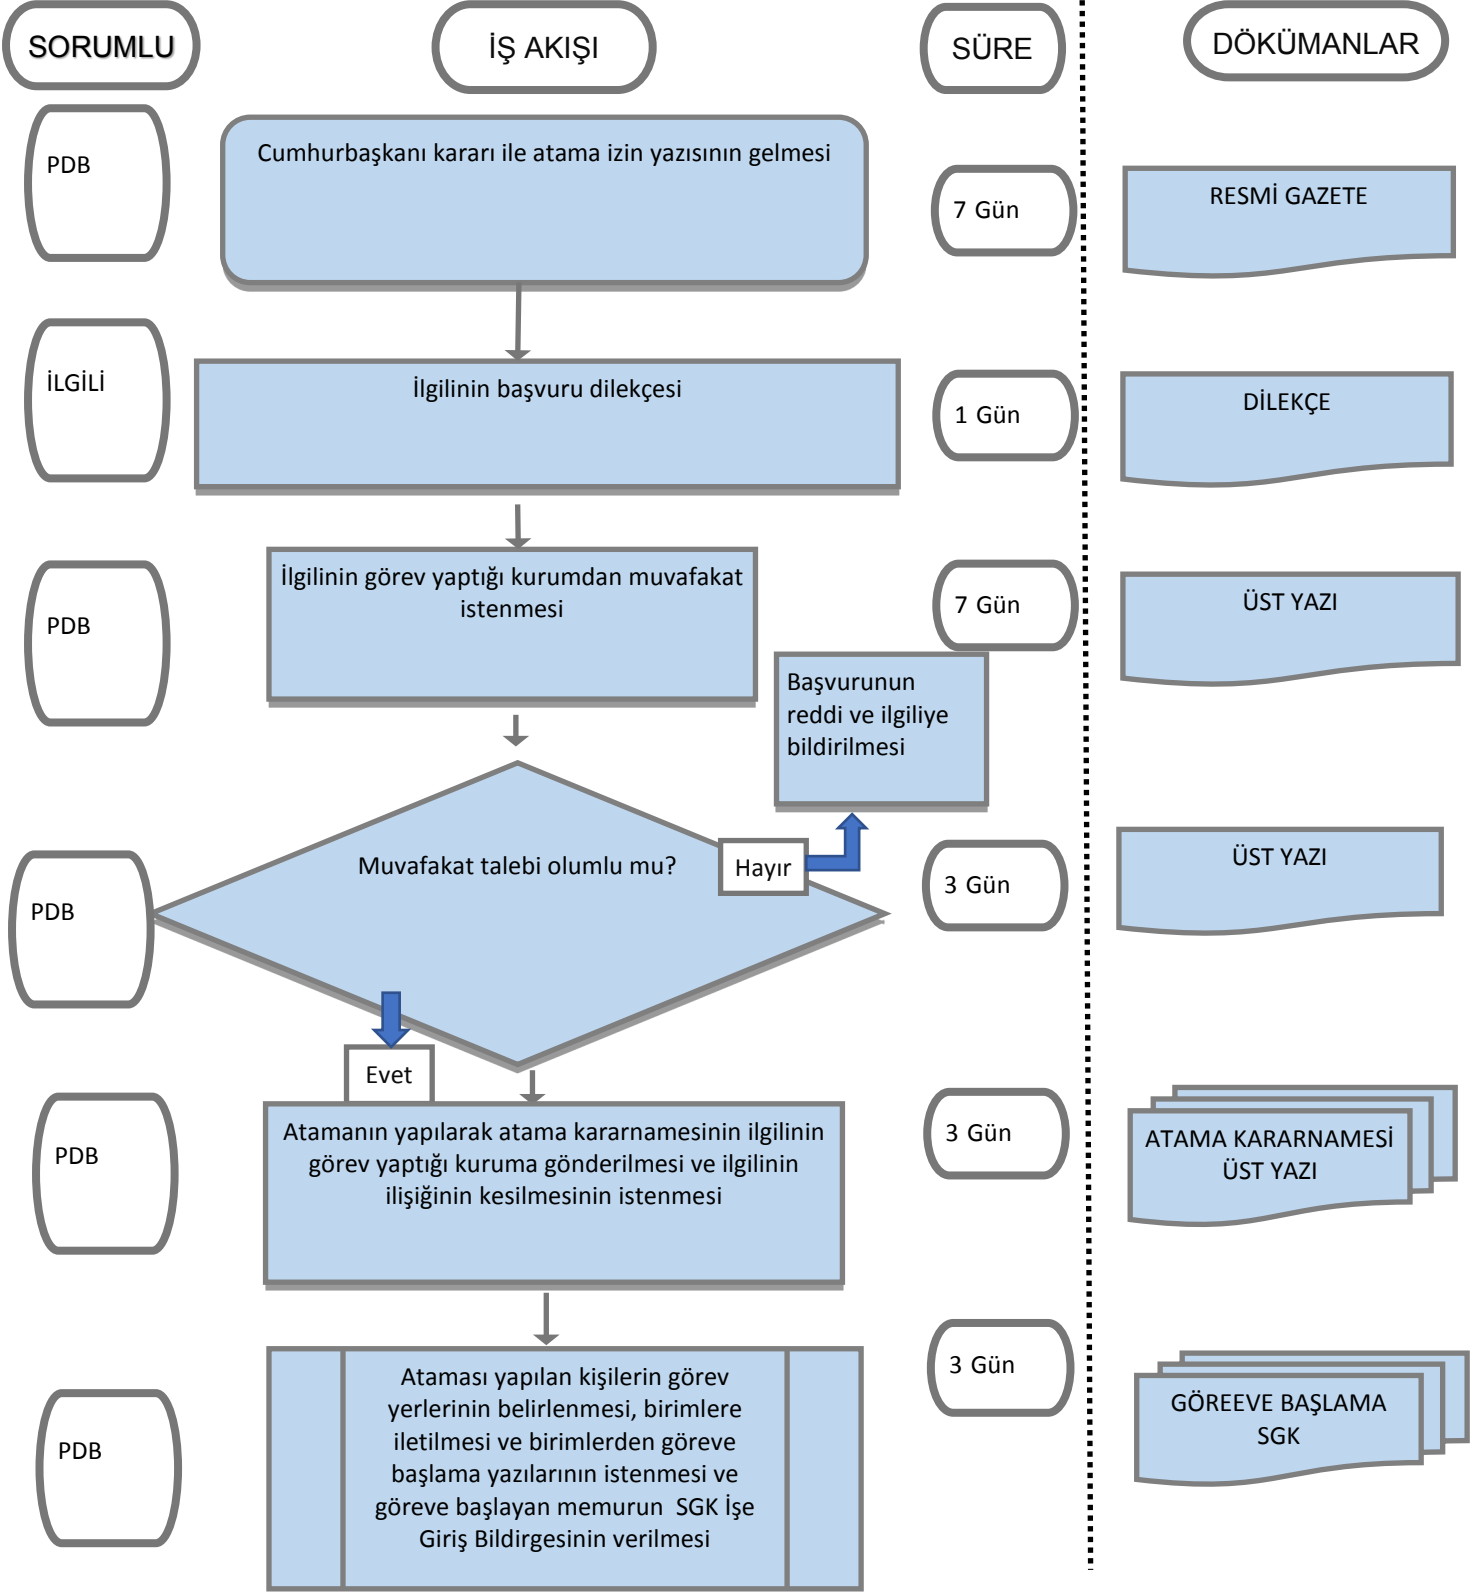 SORUMLU
İŞ AKIŞI
SÜRE
DÖKÜMANLAR
PDB
Cumhurbaşkanı kararı ile atama izin yazısının gelmesi
7 Gün
RESMİ GAZETE
İLGİLİ
İlgilinin başvuru dilekçesi
1 Gün
DİLEKÇE
PDB
İlgilinin görev yaptığı kurumdan muvafakat
istenmesi
7 Gün
ÜST YAZI
Başvurunun
reddi ve ilgiliye
bildirilmesi
PDB
Muvafakat talebi olumlu mu?
Hayır
3 Gün
ÜST YAZI
Evet
PDB
Atamanın yapılarak atama kararnamesinin ilgilinin
görev yaptığı kuruma gönderilmesi ve ilgilinin
ilişiğinin kesilmesinin istenmesi
3 Gün
ATAMA KARARNAMESİ
ÜST YAZI
PDB
Ataması yapılan kişilerin görev
yerlerinin belirlenmesi, birimlere
iletilmesi ve birimlerden göreve
başlama yazılarının istenmesi ve
göreve başlayan memurun  SGK İşe
Giriş Bildirgesinin verilmesi
3 Gün
GÖREEVE BAŞLAMA
SGK